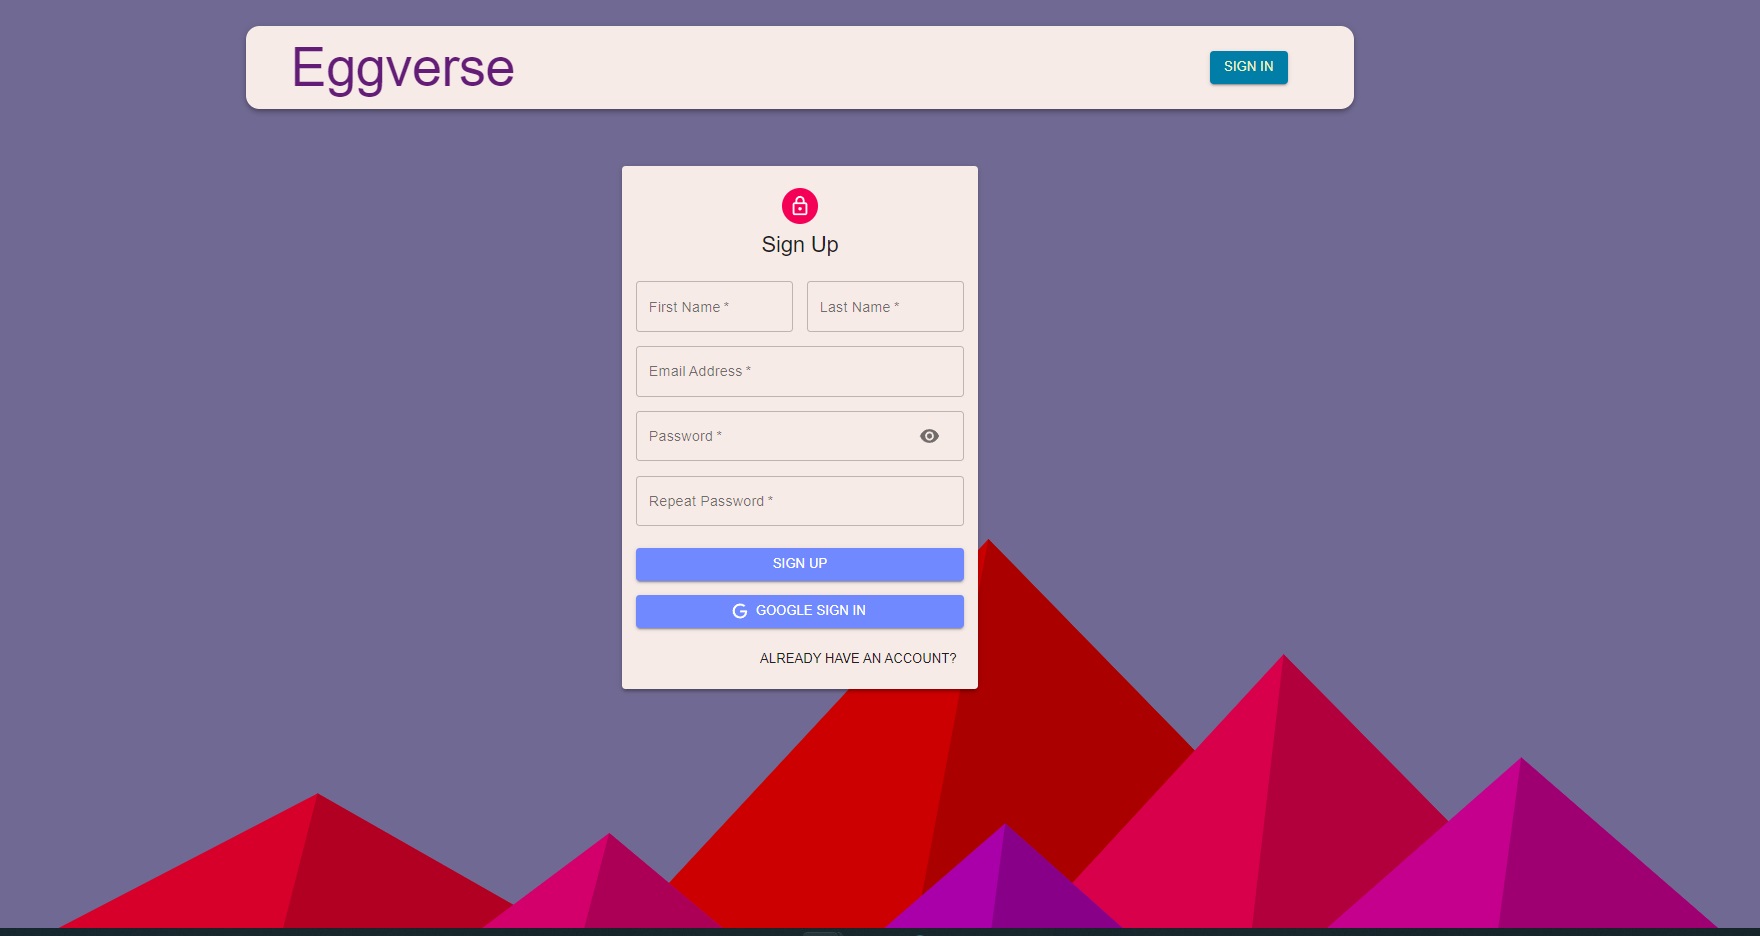 Eggverse
SIGN IN
Sign Up
First Name *
Last Name *
Email Address *
Password *
Repeat Password *
SIGN UP
GOOGLE SIGN IN
ALREADY HAVE AN ACCOUNT?